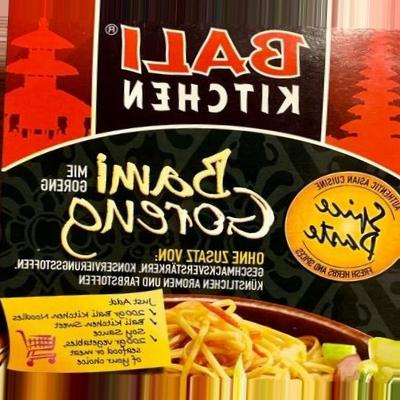 BALI®
KITCHEN
Bami
Goreng
MIE
GORENG
AUTHENTIC ASIAN CUISINE
Spice
Paste
FRESH HERBS AND SPICES
OHNE ZUSATZ VON:
GESCHMACKSVERSTÄRKERN, KONSERVIERUNGSSTOFFEN,
KÜNSTLICHEN AROMEN UND FARBSTOFFEN
Just Add:
✓ 200gr Bali Kitchen Noodles
✓ Bali Kitchen Sweet
Soy Sauce
✓ 200gr vegetables,
seafood or meat
of your choice